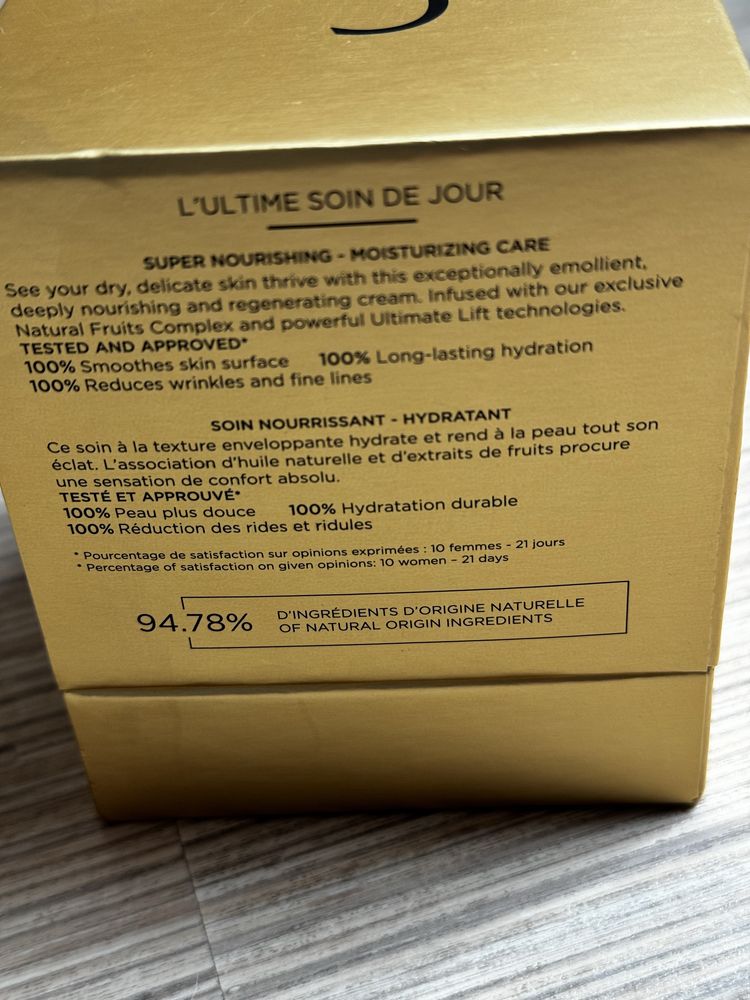 L'ULTIME SOIN DE JOUR
SUPER NOURISHING - MOISTURIZING CARE
See your dry, delicate skin thrive with this exceptionally emollient,
deeply nourishing and regenerating cream. Infused with our exclusive
Natural Fruits Complex and powerful Ultimate Lift technologies.
TESTED AND APPROVED*
100% Smoothes skin surface 100% Long-lasting hydration
100% Reduces wrinkles and fine lines
SOIN NOURRISSANT - HYDRATANT
Ce soin à la texture enveloppante hydrate et rend à la peau tout son
éclat. L'association d'huile naturelle et d'extraits de fruits procure
une sensation de confort absolu.
TESTÉ ET APPROUVÉ*
100% Peau plus douce 100% Hydratation durable
100% Réduction des rides et ridules
* Pourcentage de satisfaction sur opinions exprimées : 10 femmes - 21 jours
* Percentage of satisfaction on given opinions: 10 women - 21 days
94.78% D'INGRÉDIENTS D'ORIGINE NATURELLE
OF NATURAL ORIGIN INGREDIENTS